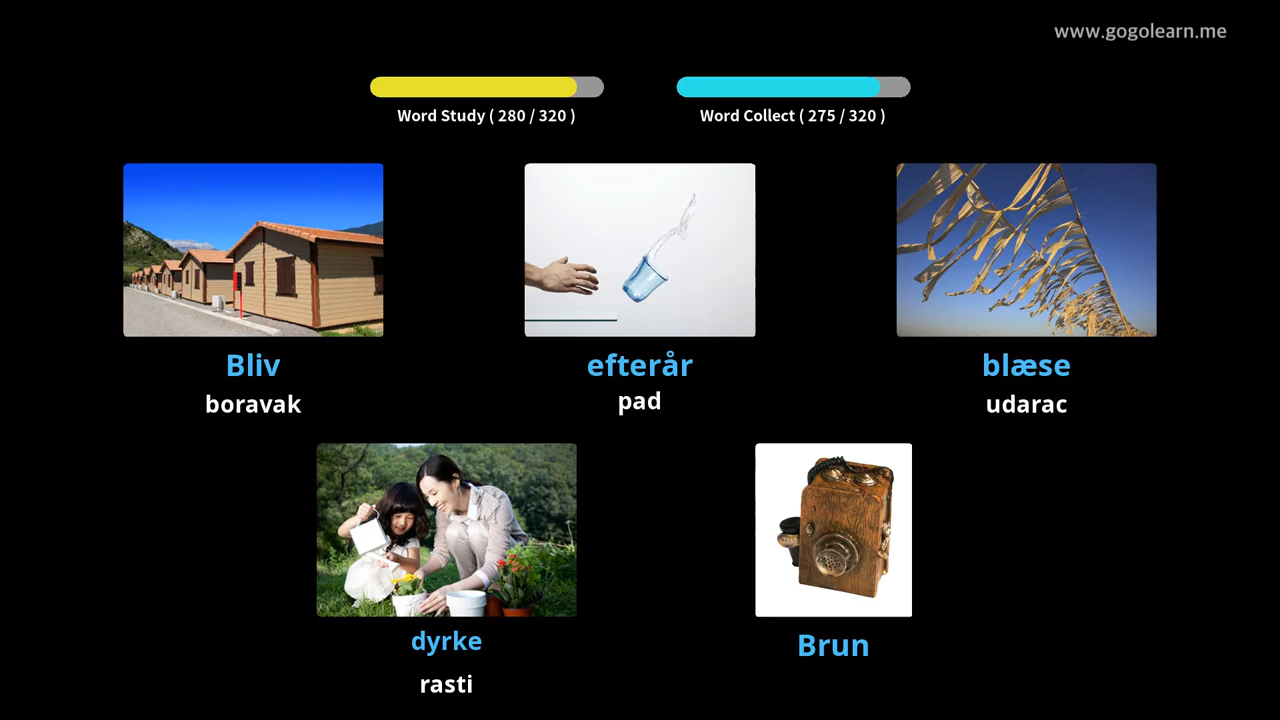 www.gogolearn.me
Word Study ( 280 / 320 )
Word Collect ( 275 / 320 )
Bliv
boravak
efterår
pad
blæse
udarac
dyrke
rasti
Brun